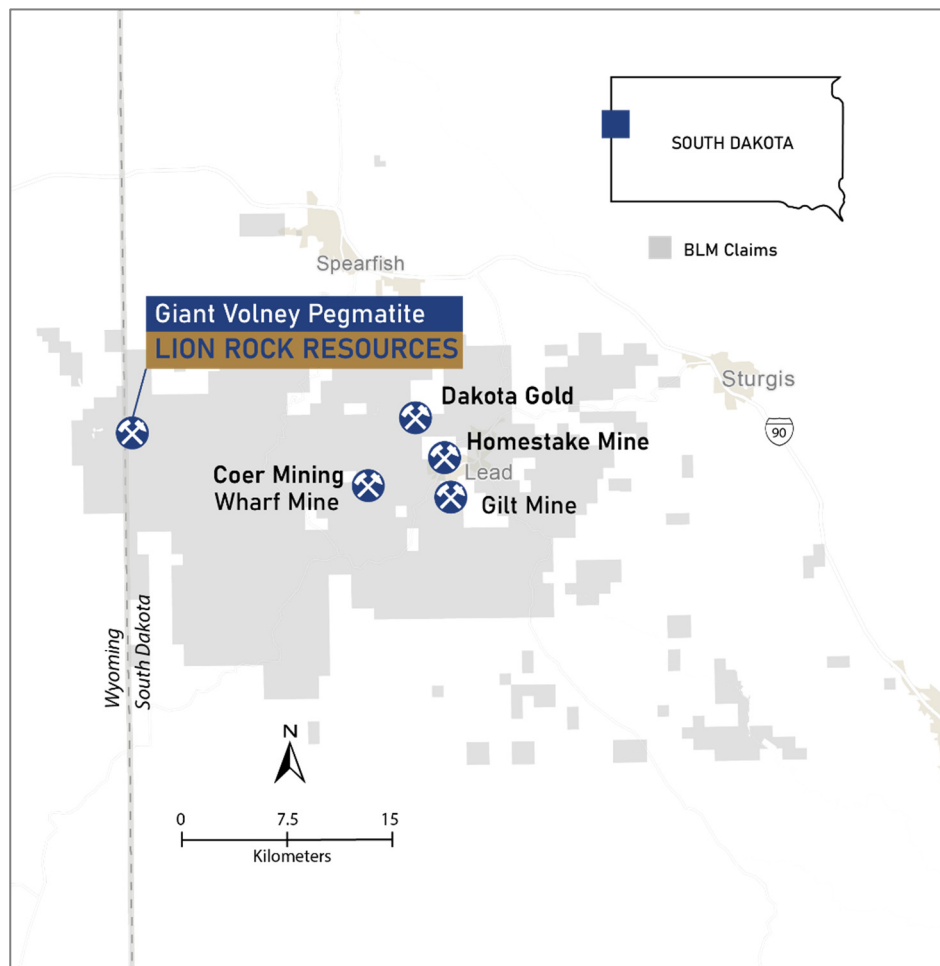 SOUTH DAKOTA
BLM Claims
Spearfish
Giant Volney Pegmatite
LION ROCK RESOURCES
Sturgis
90
Dakota Gold
Homestake Mine
Lead
Coer Mining
Wharf Mine
Gilt Mine
Wyoming
South Dakota
N
0 7.5 15
Kilometers